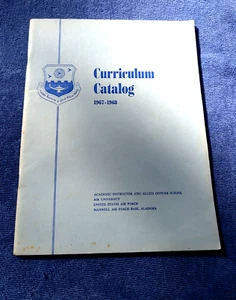 Curriculum
Catalog
1967-1968
ACADEMIC INSTRUCTOR AND ALLIED OFFICER SCHOOL
AIR UNIVERSITY
UNITED STATES AIR FORCE
MAXWELL AIR FORCE BASE, ALABAMA